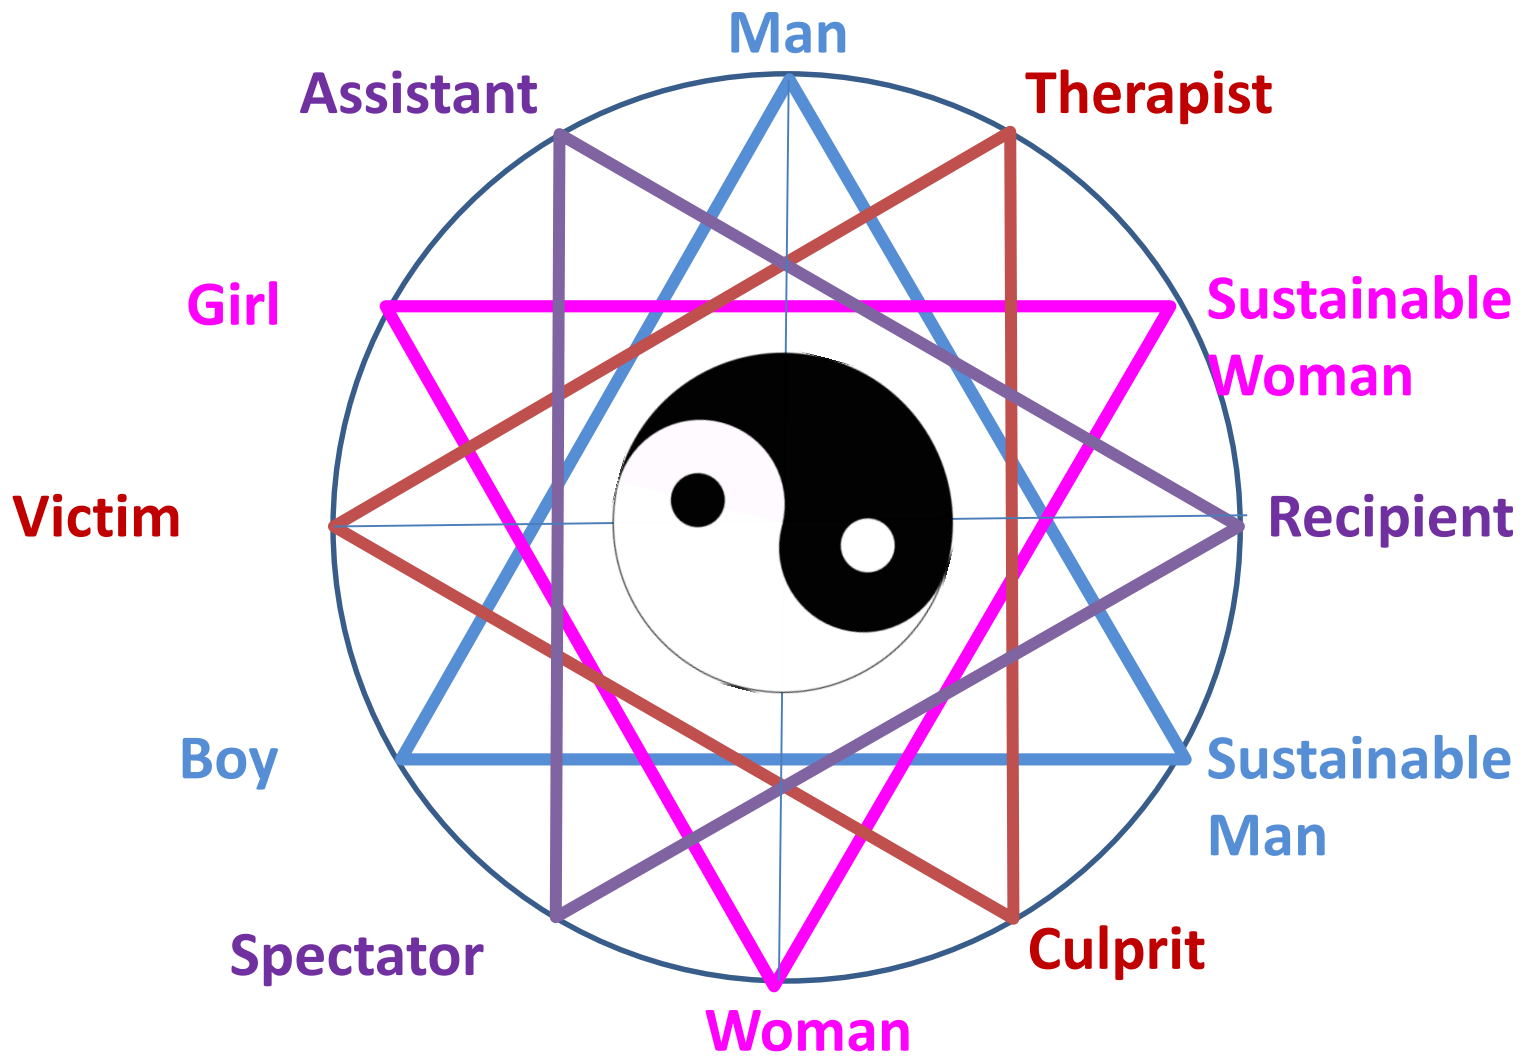 Man
Assistant
Therapist
Girl
Sustainable
Woman
Victim
Recipient
Boy
Sustainable
Man
Spectator
Culprit
Woman